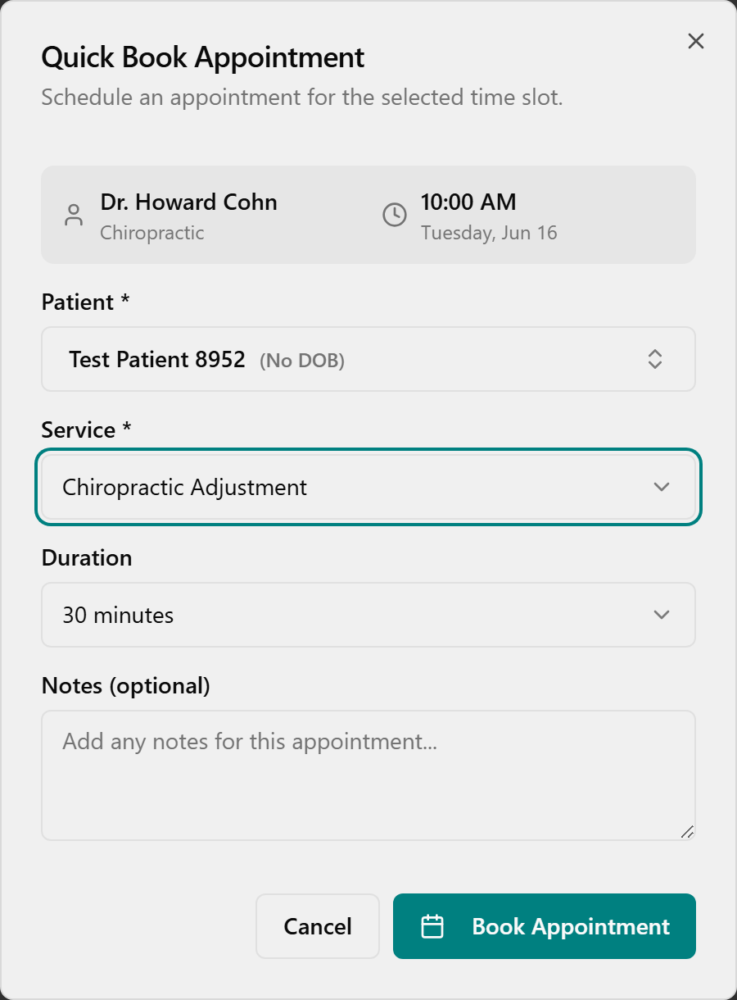 Quick Book Appointment
Schedule an appointment for the selected time slot.
Dr. Howard Cohn
Chiropractic
10:00 AM
Tuesday, Jun 16
Patient *
Test Patient 8952 (No DOB)
Service *
Chiropractic Adjustment
Duration
30 minutes
Notes (optional)
Add any notes for this appointment...
Cancel
Book Appointment